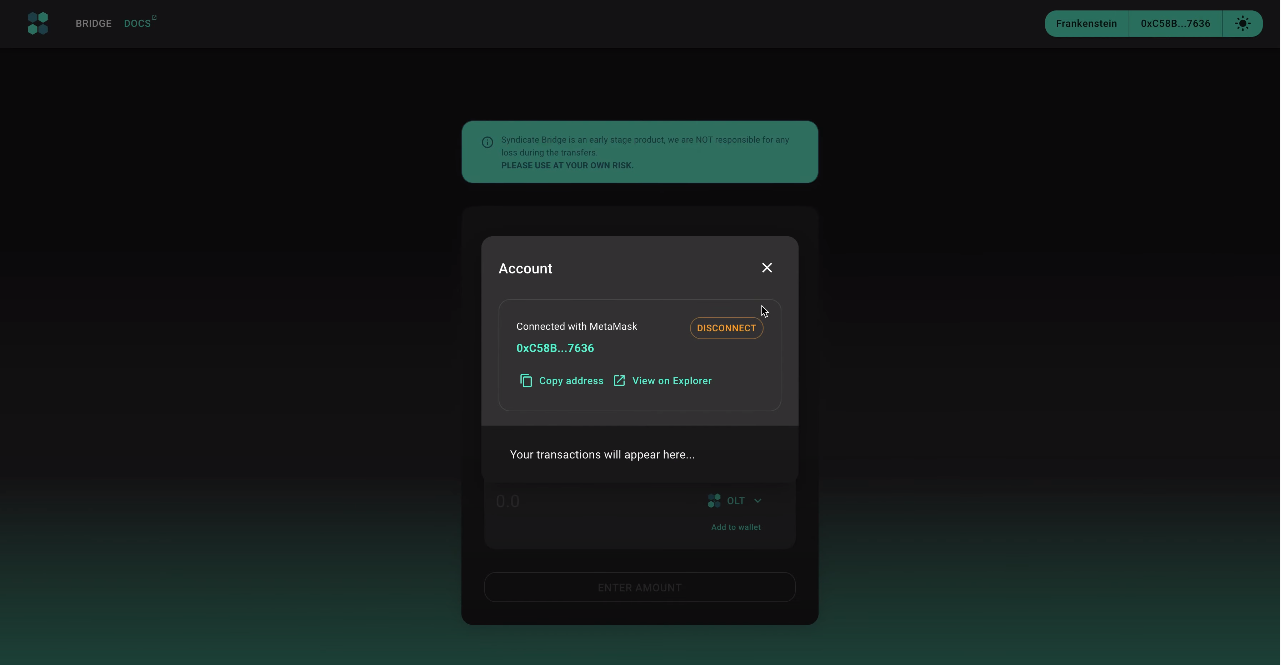 BRIDGE
DOCS
Frankenstein
0xC58B...7636
Syndicate Bridge is an early stage product, we are NOT responsible for any
loss during the transfers.
PLEASE USE AT YOUR OWN RISK.
Account
Connected with MetaMask
DISCONNECT
0xC58B...7636
Copy address
View on Explorer
Your transactions will appear here...
0.0
OLT
Add to wallet
ENTER AMOUNT